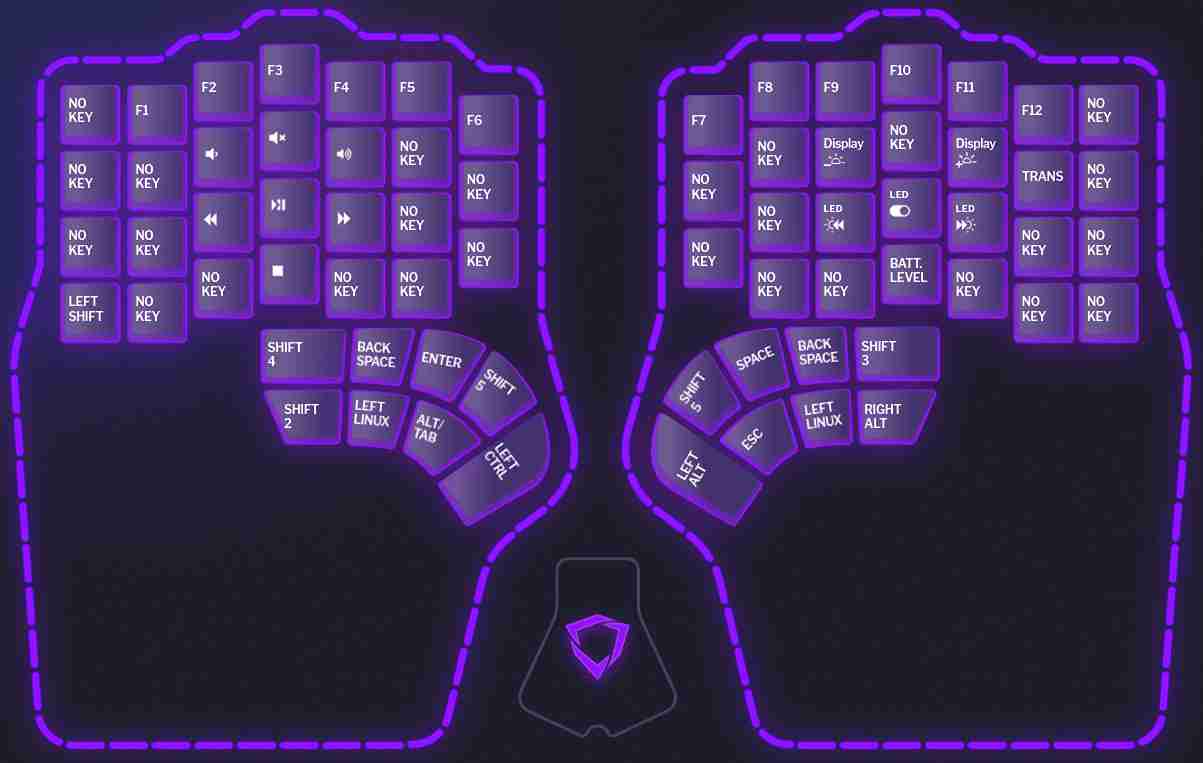 NO
KEY
F1
F2
F3
F4
F5
F6
NO
KEY
NO
KEY
NO
KEY
NO
KEY
NO
KEY
NO
KEY
NO
KEY
NO
KEY
LEFT
SHIFT
NO
KEY
NO
KEY
NO
KEY
NO
KEY
NO
KEY
SHIFT
4
BACK
SPACE
ENTER
SHIFT
5
SHIFT
2
LEFT
LINUX
ALT/
TAB
LEFT
CTRL
F7
F8
F9
F10
F11
F12
NO
KEY
NO
KEY
NO
KEY
Display
NO
KEY
Display
TRANS
NO
KEY
NO
KEY
NO
KEY
LED
LED
LED
NO
KEY
NO
KEY
NO
KEY
NO
KEY
BATT.
LEVEL
NO
KEY
NO
KEY
NO
KEY
SHIFT
5
SPACE
BACK
SPACE
SHIFT
3
LEFT
ALT
ESC
LEFT
LINUX
RIGHT
ALT